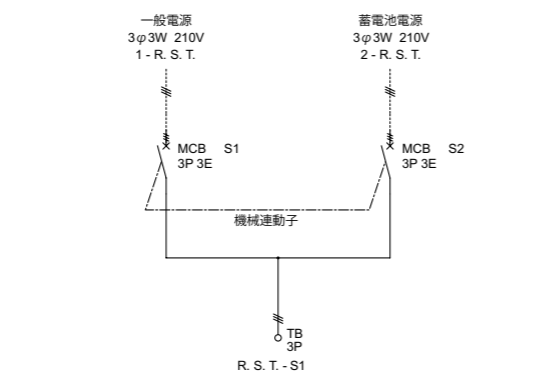 一般電源
3φ3W 210V
1 - R. S. T.
蓄電池電源
3φ3W 210V
2 - R. S. T.
MCB S1
3P 3E
MCB S2
3P 3E
機械連動子
TB
3P
R. S. T. - S1